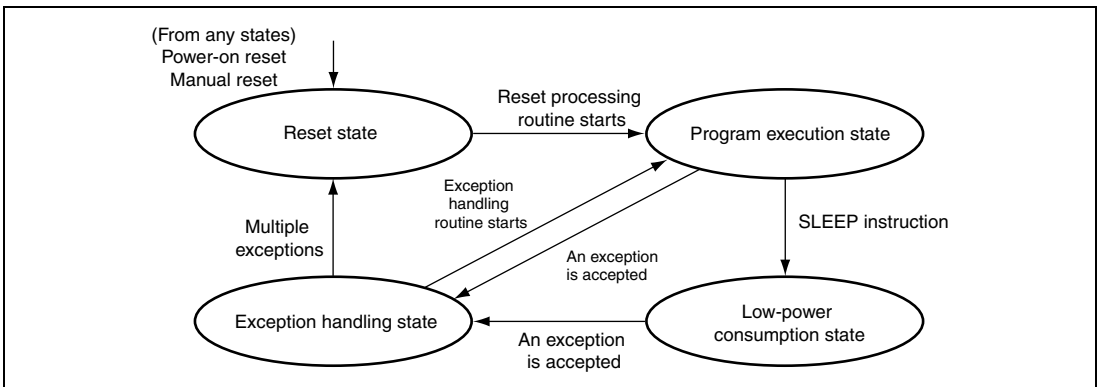 (From any states)
Power-on reset
Manual reset
Reset processing
routine starts
Reset state
Program execution state
Exception
handling
routine starts
Multiple
exceptions
SLEEP instruction
An exception
is accepted
Exception handling state
Low-power
consumption state
An exception
is accepted